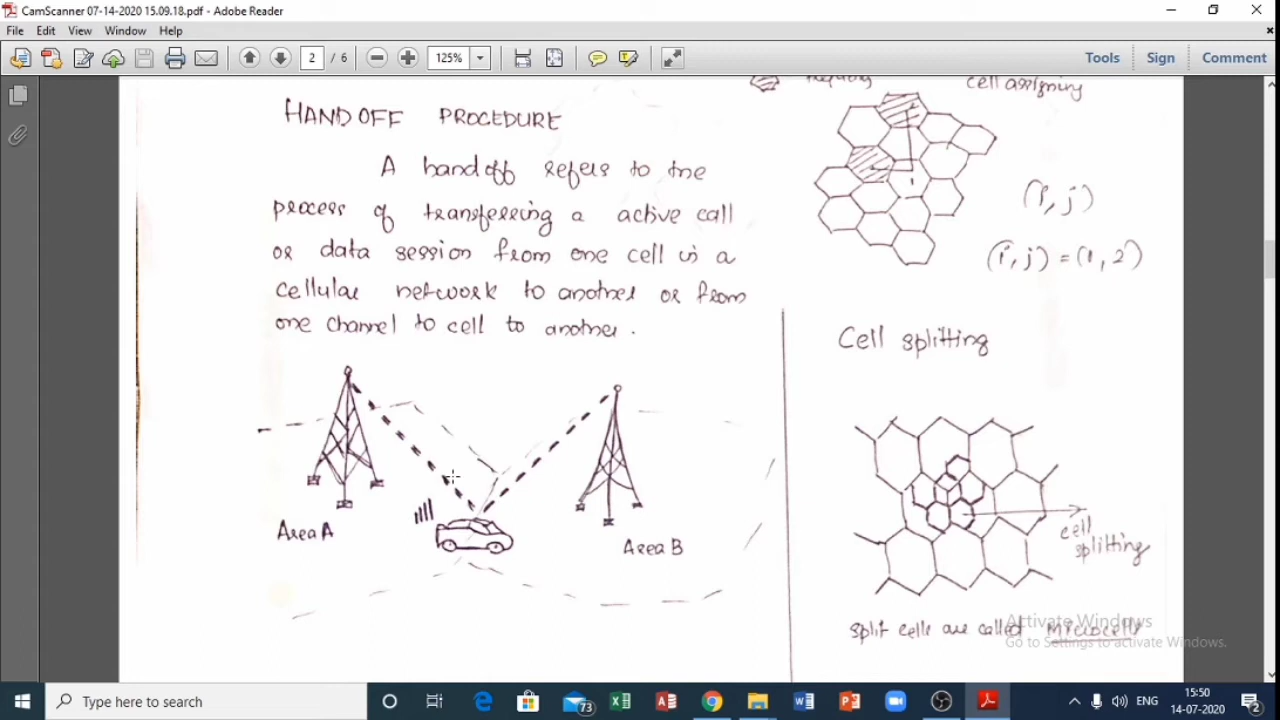 CamScanner 07-14-2020 15.09.18.pdf - Adobe Reader
File Edit View Window Help
2 / 6 125% Tools Sign Comment
HANDOFF PROCEDURE
A handoff refers to the
process of transferring a active call
or data session from one cell in a
cellular network to another or from
one channel to cell to another.
Area A
Area B
cell assigning
(i, j)
(i, j) = (1, 2)
Cell splitting
cell
splitting
split cells are called Microcells
Activate Windows
Go to Settings to activate Windows.
Type here to search
73
ENG
15:50
14-07-2020
2